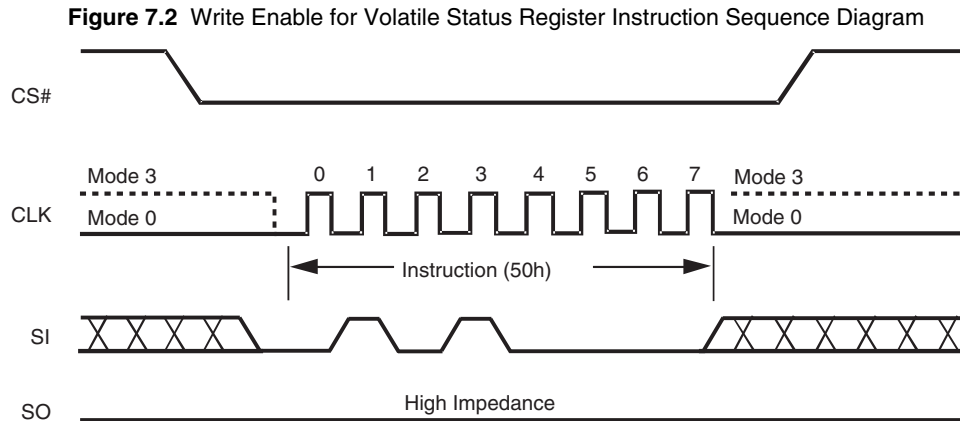 Figure 7.2 Write Enable for Volatile Status Register Instruction Sequence Diagram
CS#
Mode 3 0 1 2 3 4 5 6 7 Mode 3
CLK Mode 0 Mode 0
Instruction (50h)
SI
High Impedance
SO